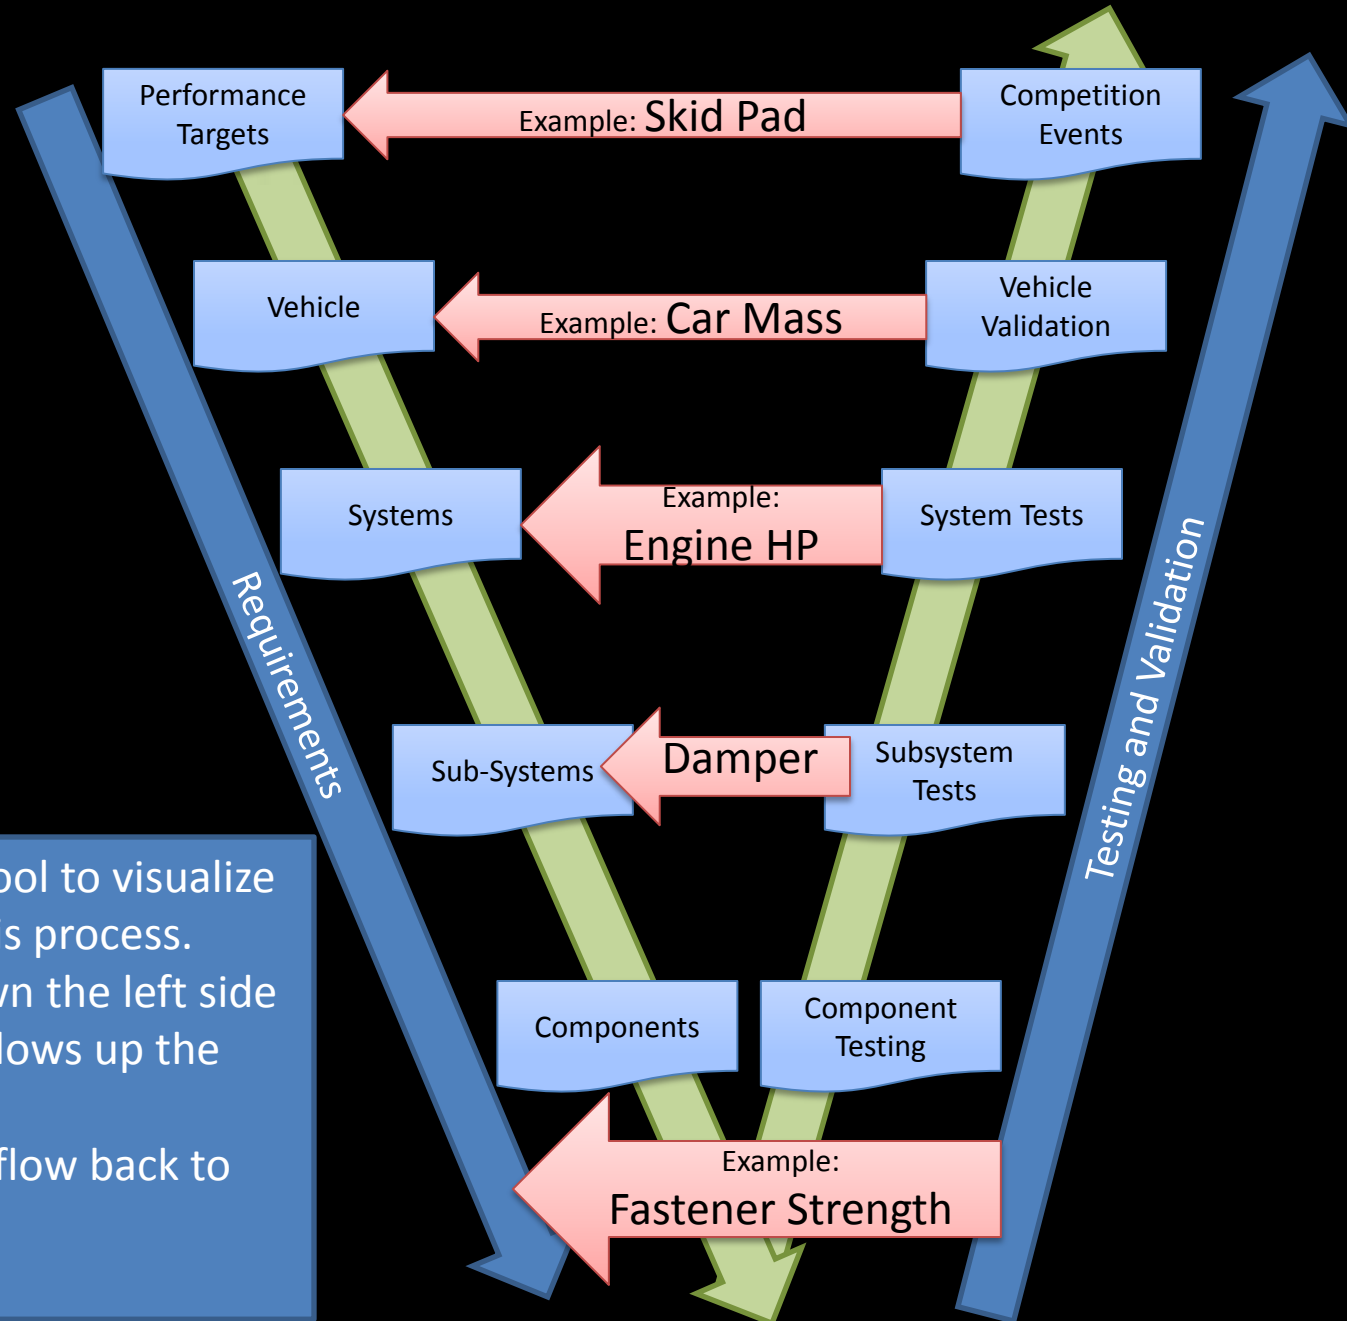 Performance
Targets
Example: Skid Pad
Competition
Events
Vehicle
Example: Car Mass
Vehicle
Validation
Systems
Example:
Engine HP
System Tests
Requirements
Testing and Validation
Sub-Systems
Damper
Subsystem
Tests
ool to visualize
is process.
wn the left side
lows up the
flow back to
Components
Component
Testing
Example:
Fastener Strength